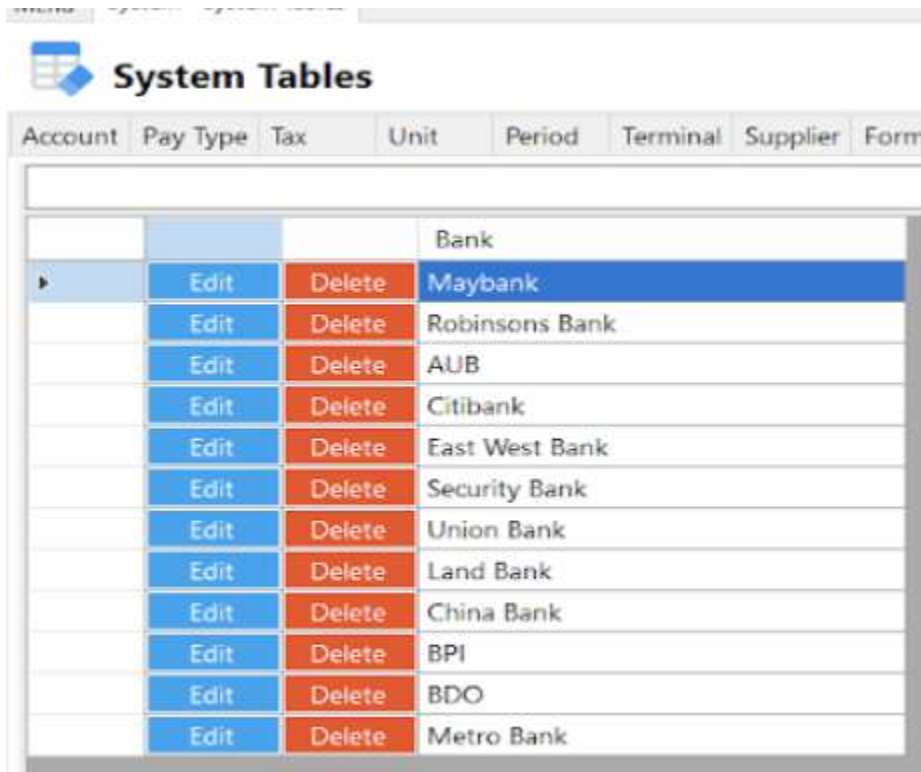 System Tables
Account Pay Type Tax Unit Period Terminal Supplier
Bank
Edit Delete Maybank
Edit Delete Robinsons Bank
Edit Delete AUB
Edit Delete Citibank
Edit Delete East West Bank
Edit Delete Security Bank
Edit Delete Union Bank
Edit Delete Land Bank
Edit Delete China Bank
Edit Delete BPI
Edit Delete BDO
Edit Delete Metro Bank